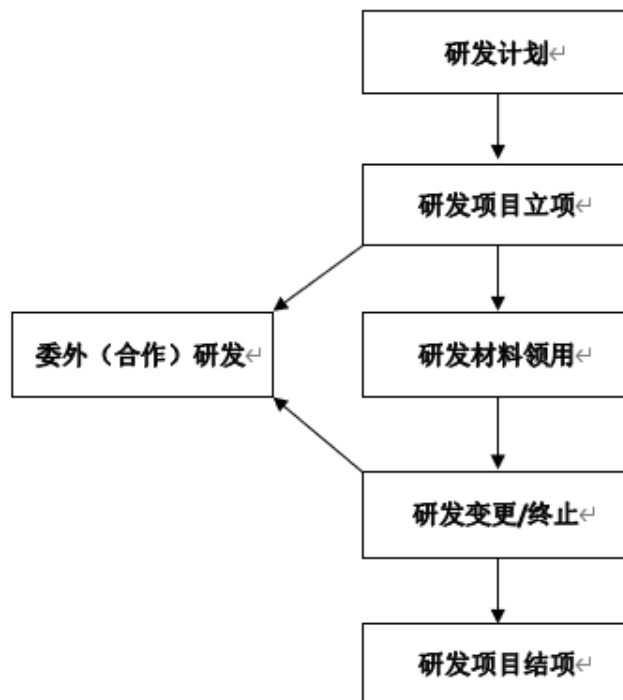 研发计划
研发项目立项
委外（合作）研发
研发材料领用
研发变更/终止
研发项目结项